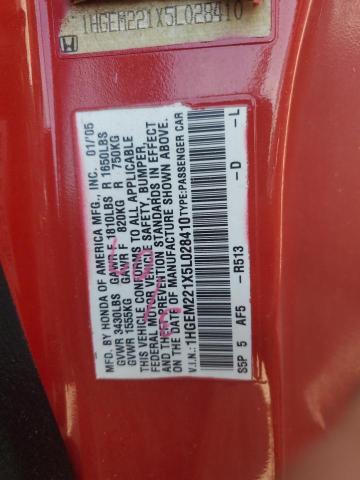 1HGEM221X5L028410
MFD. BY HONDA OF AMERICA MFG., INC. 01/05
GVWR 3430LBS GAWR F 1810LBS R 1650LBS
GVWR 1555KG GAWR F 820KG R 750KG
THIS VEHICLE CONFORMS TO ALL APPLICABLE
FEDERAL MOTOR VEHICLE SAFETY, BUMPER,
AND THEFT PREVENTION STANDARDS IN EFFECT
ON THE DATE OF MANUFACTURE SHOWN ABOVE.
V.I.N.: 1HGEM221X5L028410 TYPE:PASSENGER CAR
S5P 5 AF5 -R513 -D -L